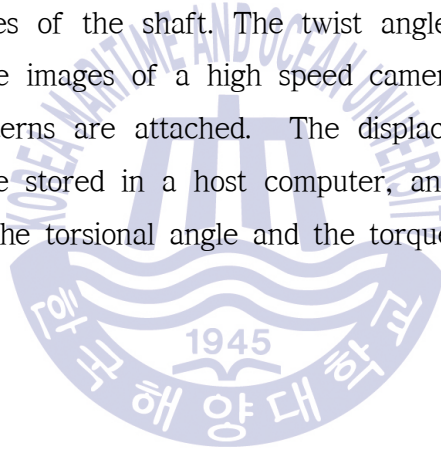 es of the shaft. The twist angle
e images of a high speed camer
terns are attached. The displac
e stored in a host computer, an
he torsional angle and the torque
KOREA MARITIME AND OCEAN UNIVERSITY
1945
한국해양대학교